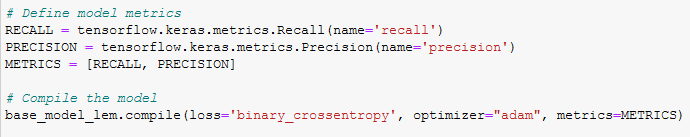 # Define model metrics
RECALL = tensorflow.keras.metrics.Recall(name='recall')
PRECISION = tensorflow.keras.metrics.Precision(name='precision')
METRICS = [RECALL, PRECISION]
# Compile the model
base_model_lem.compile(loss='binary_crossentropy', optimizer="adam", metrics=METRICS)